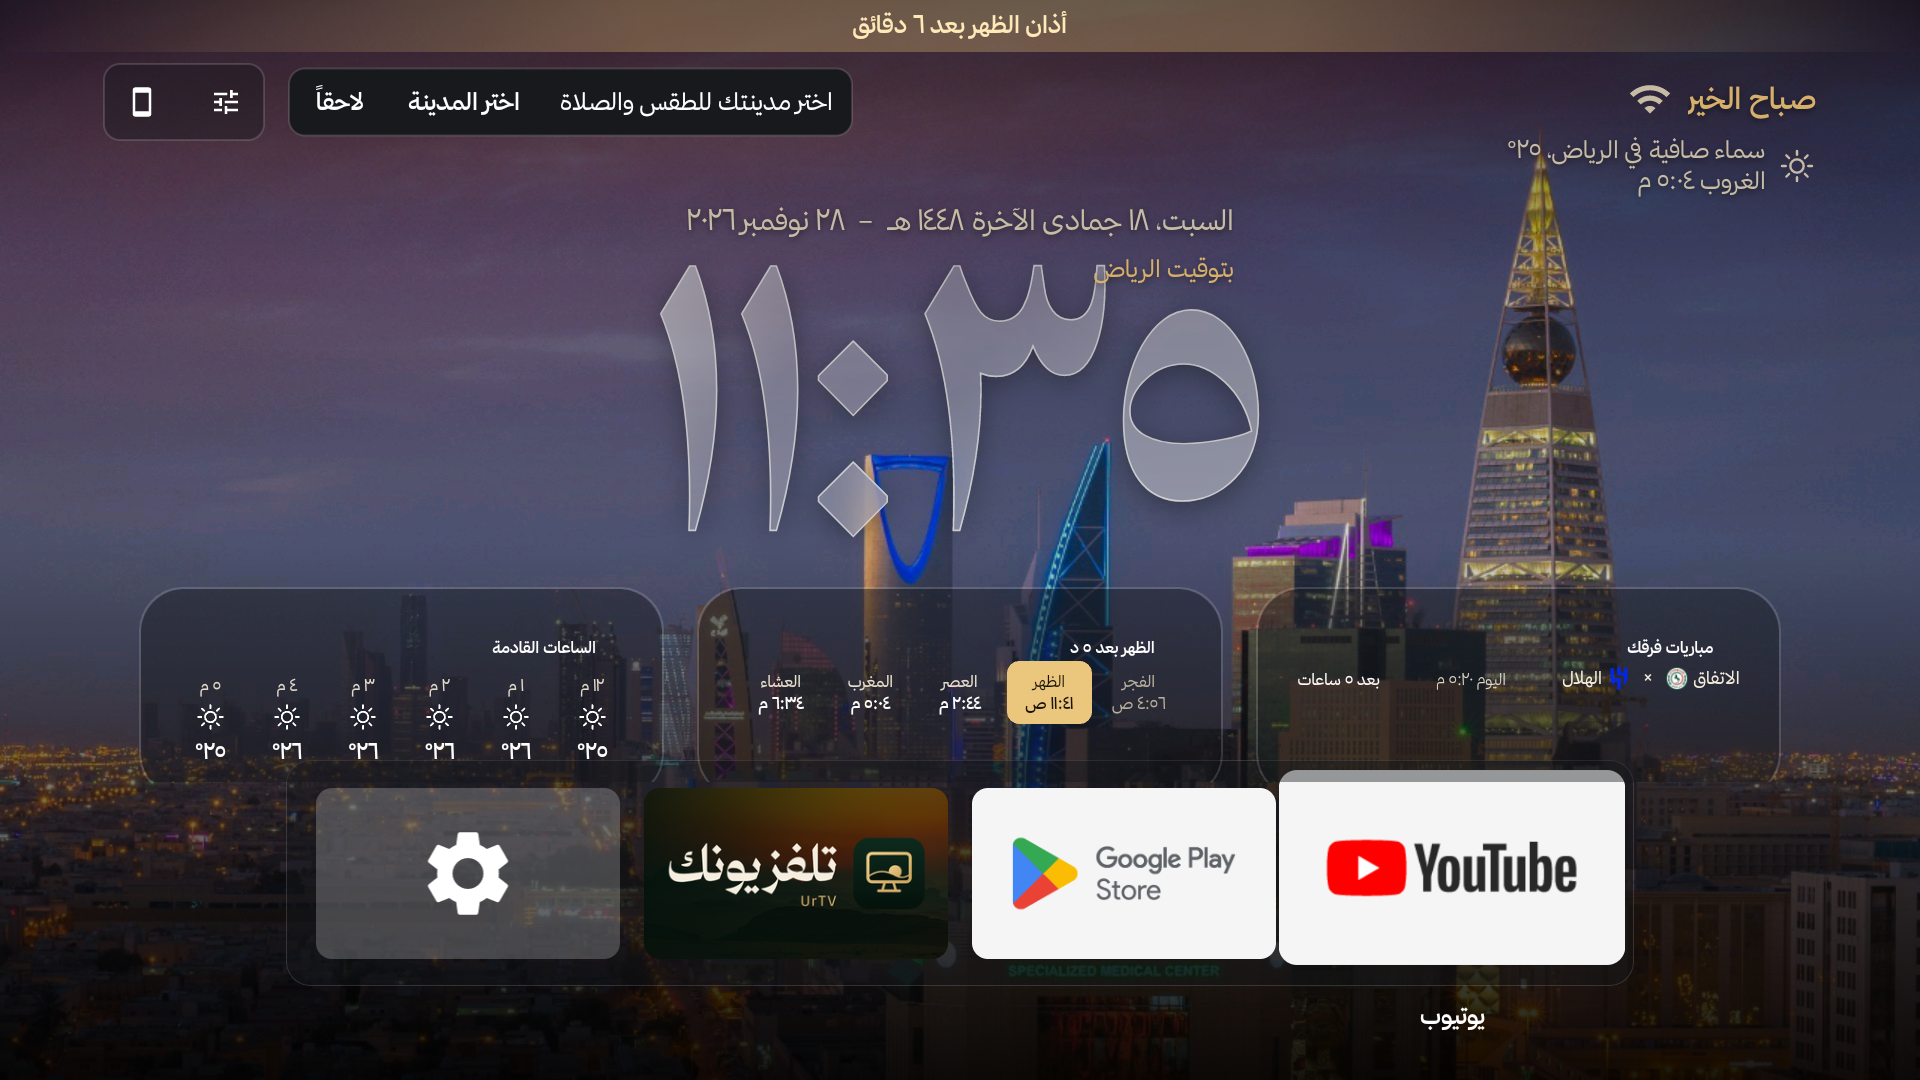 أذان الظهر بعد ٦ دقائق
صباح الخير
سماء صافية في الرياض، ٢٥°
الغروب ٥:٠٤ م
اختر مدينتك للطقس والصلاة
اختر المدينة
لاحقاً
السبت، ١٨ جمادى الآخرة ١٤٤٨ هـ – ٢٨ نوفمبر ٢٠٢٦
بتوقيت الرياض
١١:٣٥
مباريات فرقك
الاتفاق × الهلال اليوم ٥:٢٠ م بعد ٥ ساعات
الظهر بعد ٥ د
الفجر الظهر العصر المغرب العشاء
٤:٥٦ ص ١١:٤١ ص ٢:٤٤ م ٥:٠٤ م ٦:٣٤ م
الساعات القادمة
١٢ م ١ م ٢ م ٣ م ٤ م ٥ م
٢٥° ٢٦° ٢٦° ٢٦° ٢٦° ٢٥°
YouTube
Google Play
Store
تلفزيونك
UrTV
SPECIALIZED MEDICAL CENTER
يوتيوب